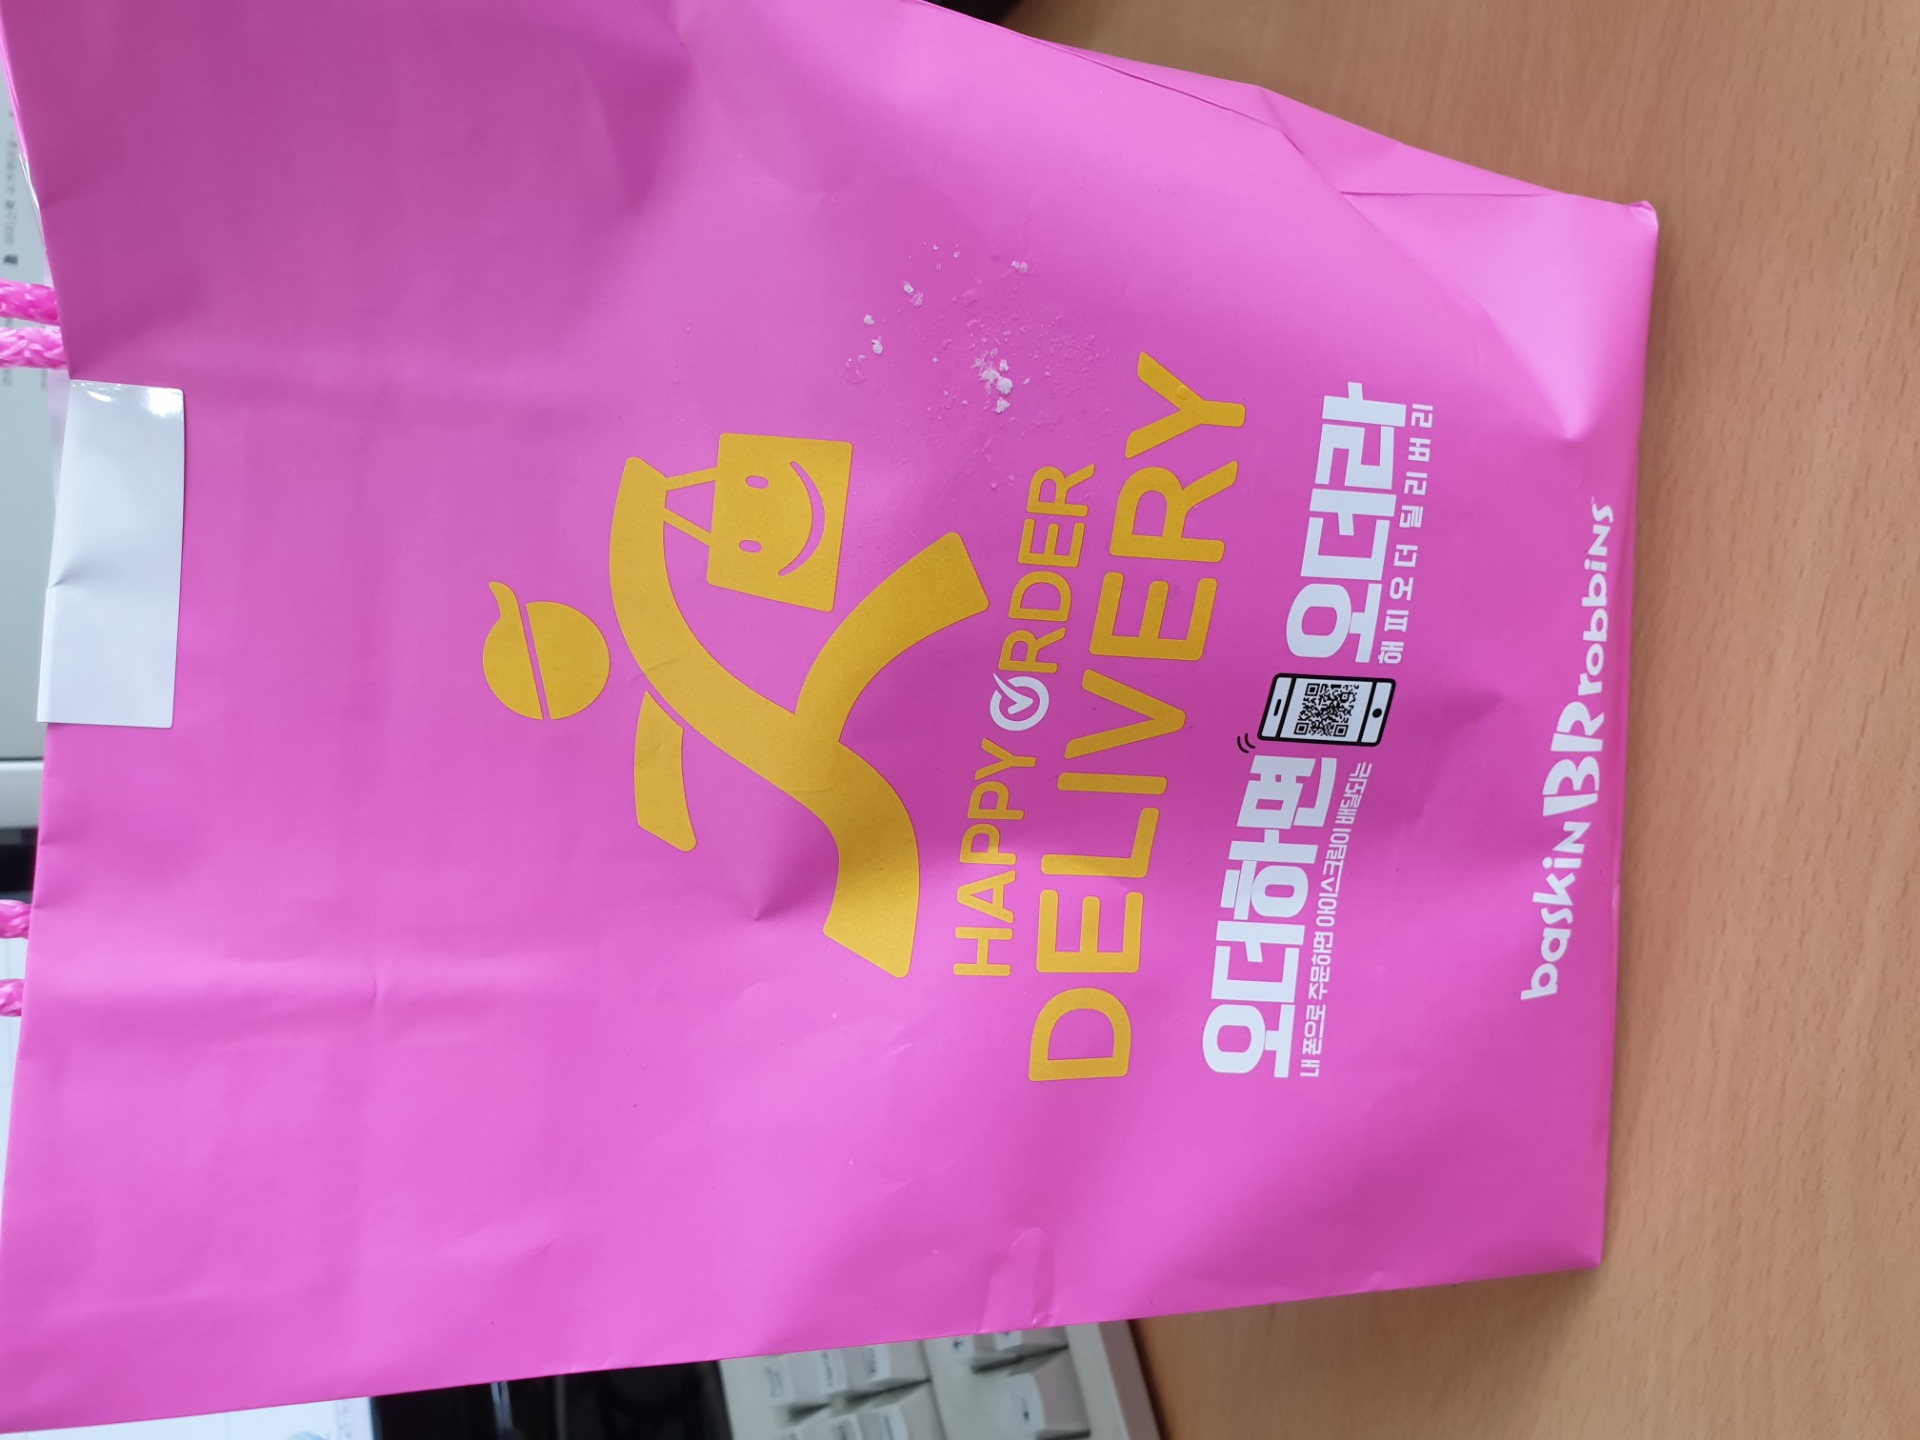 HAPPY ORDER
DELIVERY
오더하면 오더라
내 폰으로 주문하면 아이스크림이 배달되는 해피오더 딜리버리
baskin BR robbins